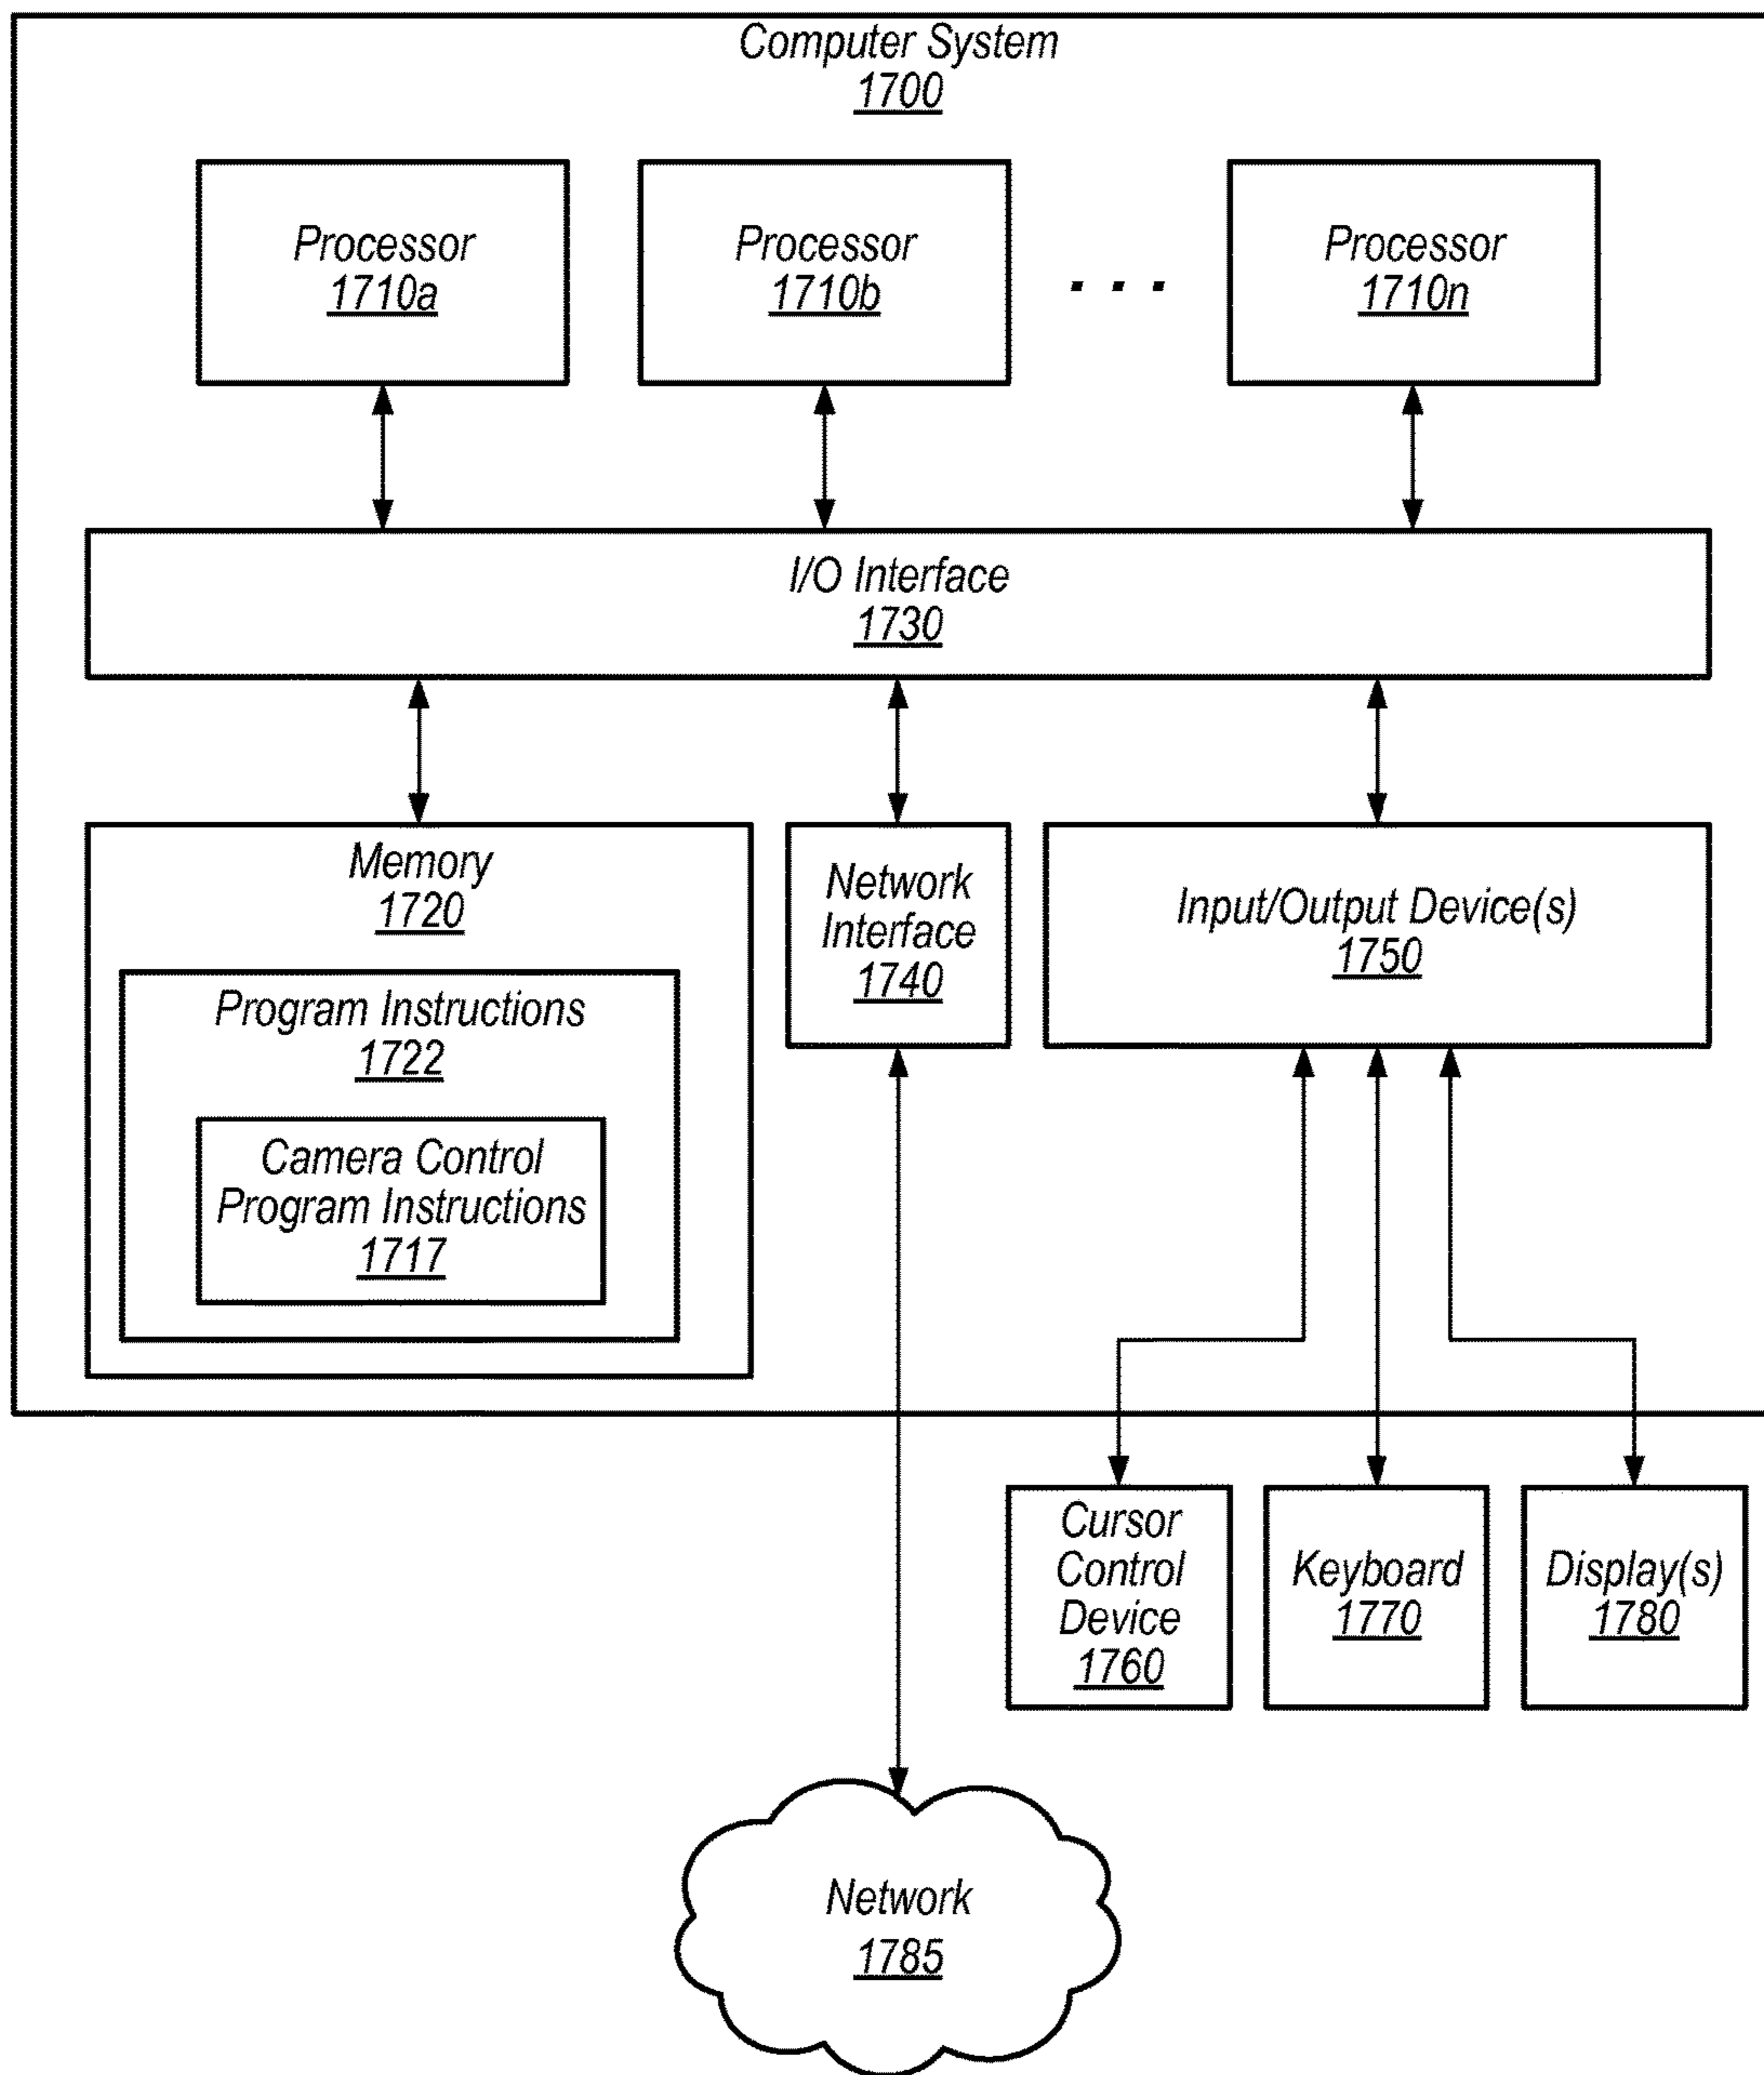 Computer System
1700
Processor
1710a
Processor
1710b
. . .
Processor
1710n
I/O Interface
1730
Memory
1720
Program Instructions
1722
Camera Control
Program Instructions
1717
Network
Interface
1740
Input/Output Device(s)
1750
Cursor
Control
Device
1760
Keyboard
1770
Display(s)
1780
Network
1785